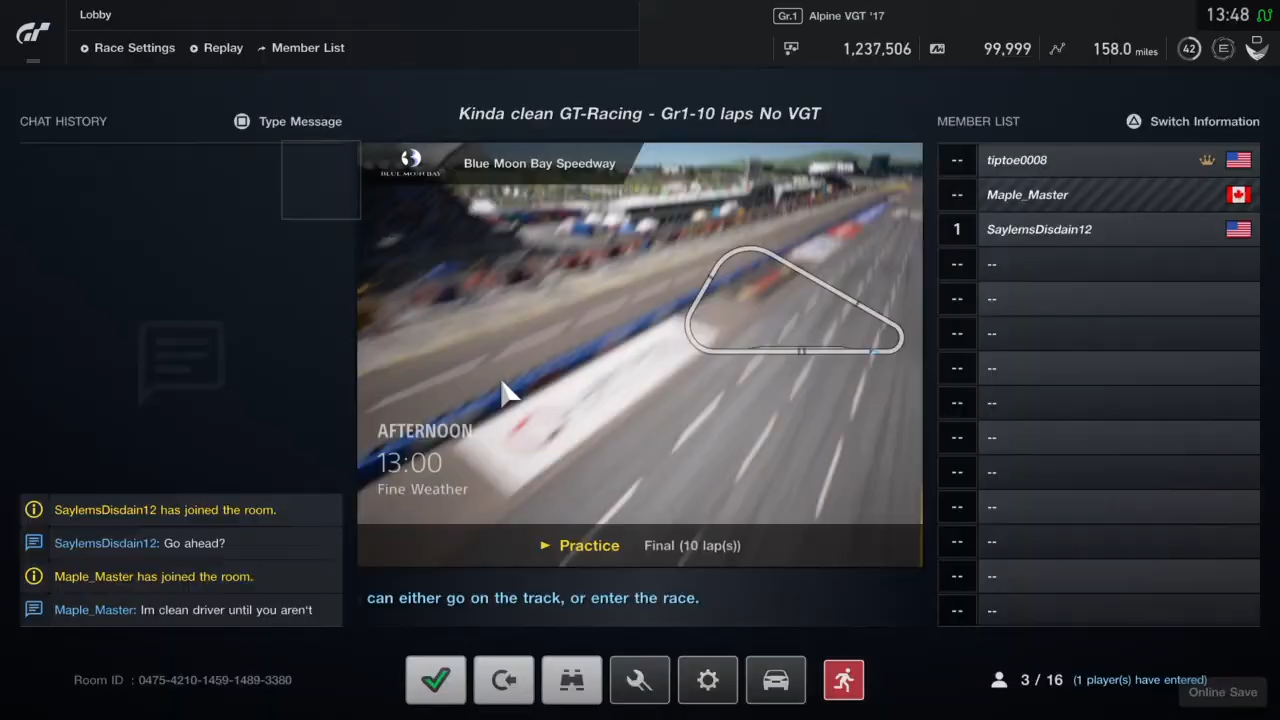 Lobby
Race Settings
Replay
Member List
Gr.1
Alpine VGT '17
13:48
1,237,506
99,999
158.0 miles
42
E
CHAT HISTORY
Type Message
Kinda clean GT-Racing - Gr1-10 laps No VGT
MEMBER LIST
Switch Information
BLUE MOON BAY
Blue Moon Bay Speedway
-- tiptoe0008
-- Maple_Master
1 SaylemsDisdain12
-- --
-- --
-- --
-- --
-- --
-- --
-- --
-- --
-- --
-- --
-- --
AFTERNOON
13:00
Fine Weather
SaylemsDisdain12 has joined the room.
SaylemsDisdain12: Go ahead?
Maple_Master has joined the room.
Maple_Master: Im clean driver until you aren't
Practice
Final (10 lap(s))
can either go on the track, or enter the race.
Room ID : 0475-4210-1459-1489-3380
3 / 16
(1 player(s) have entered)
Online Save